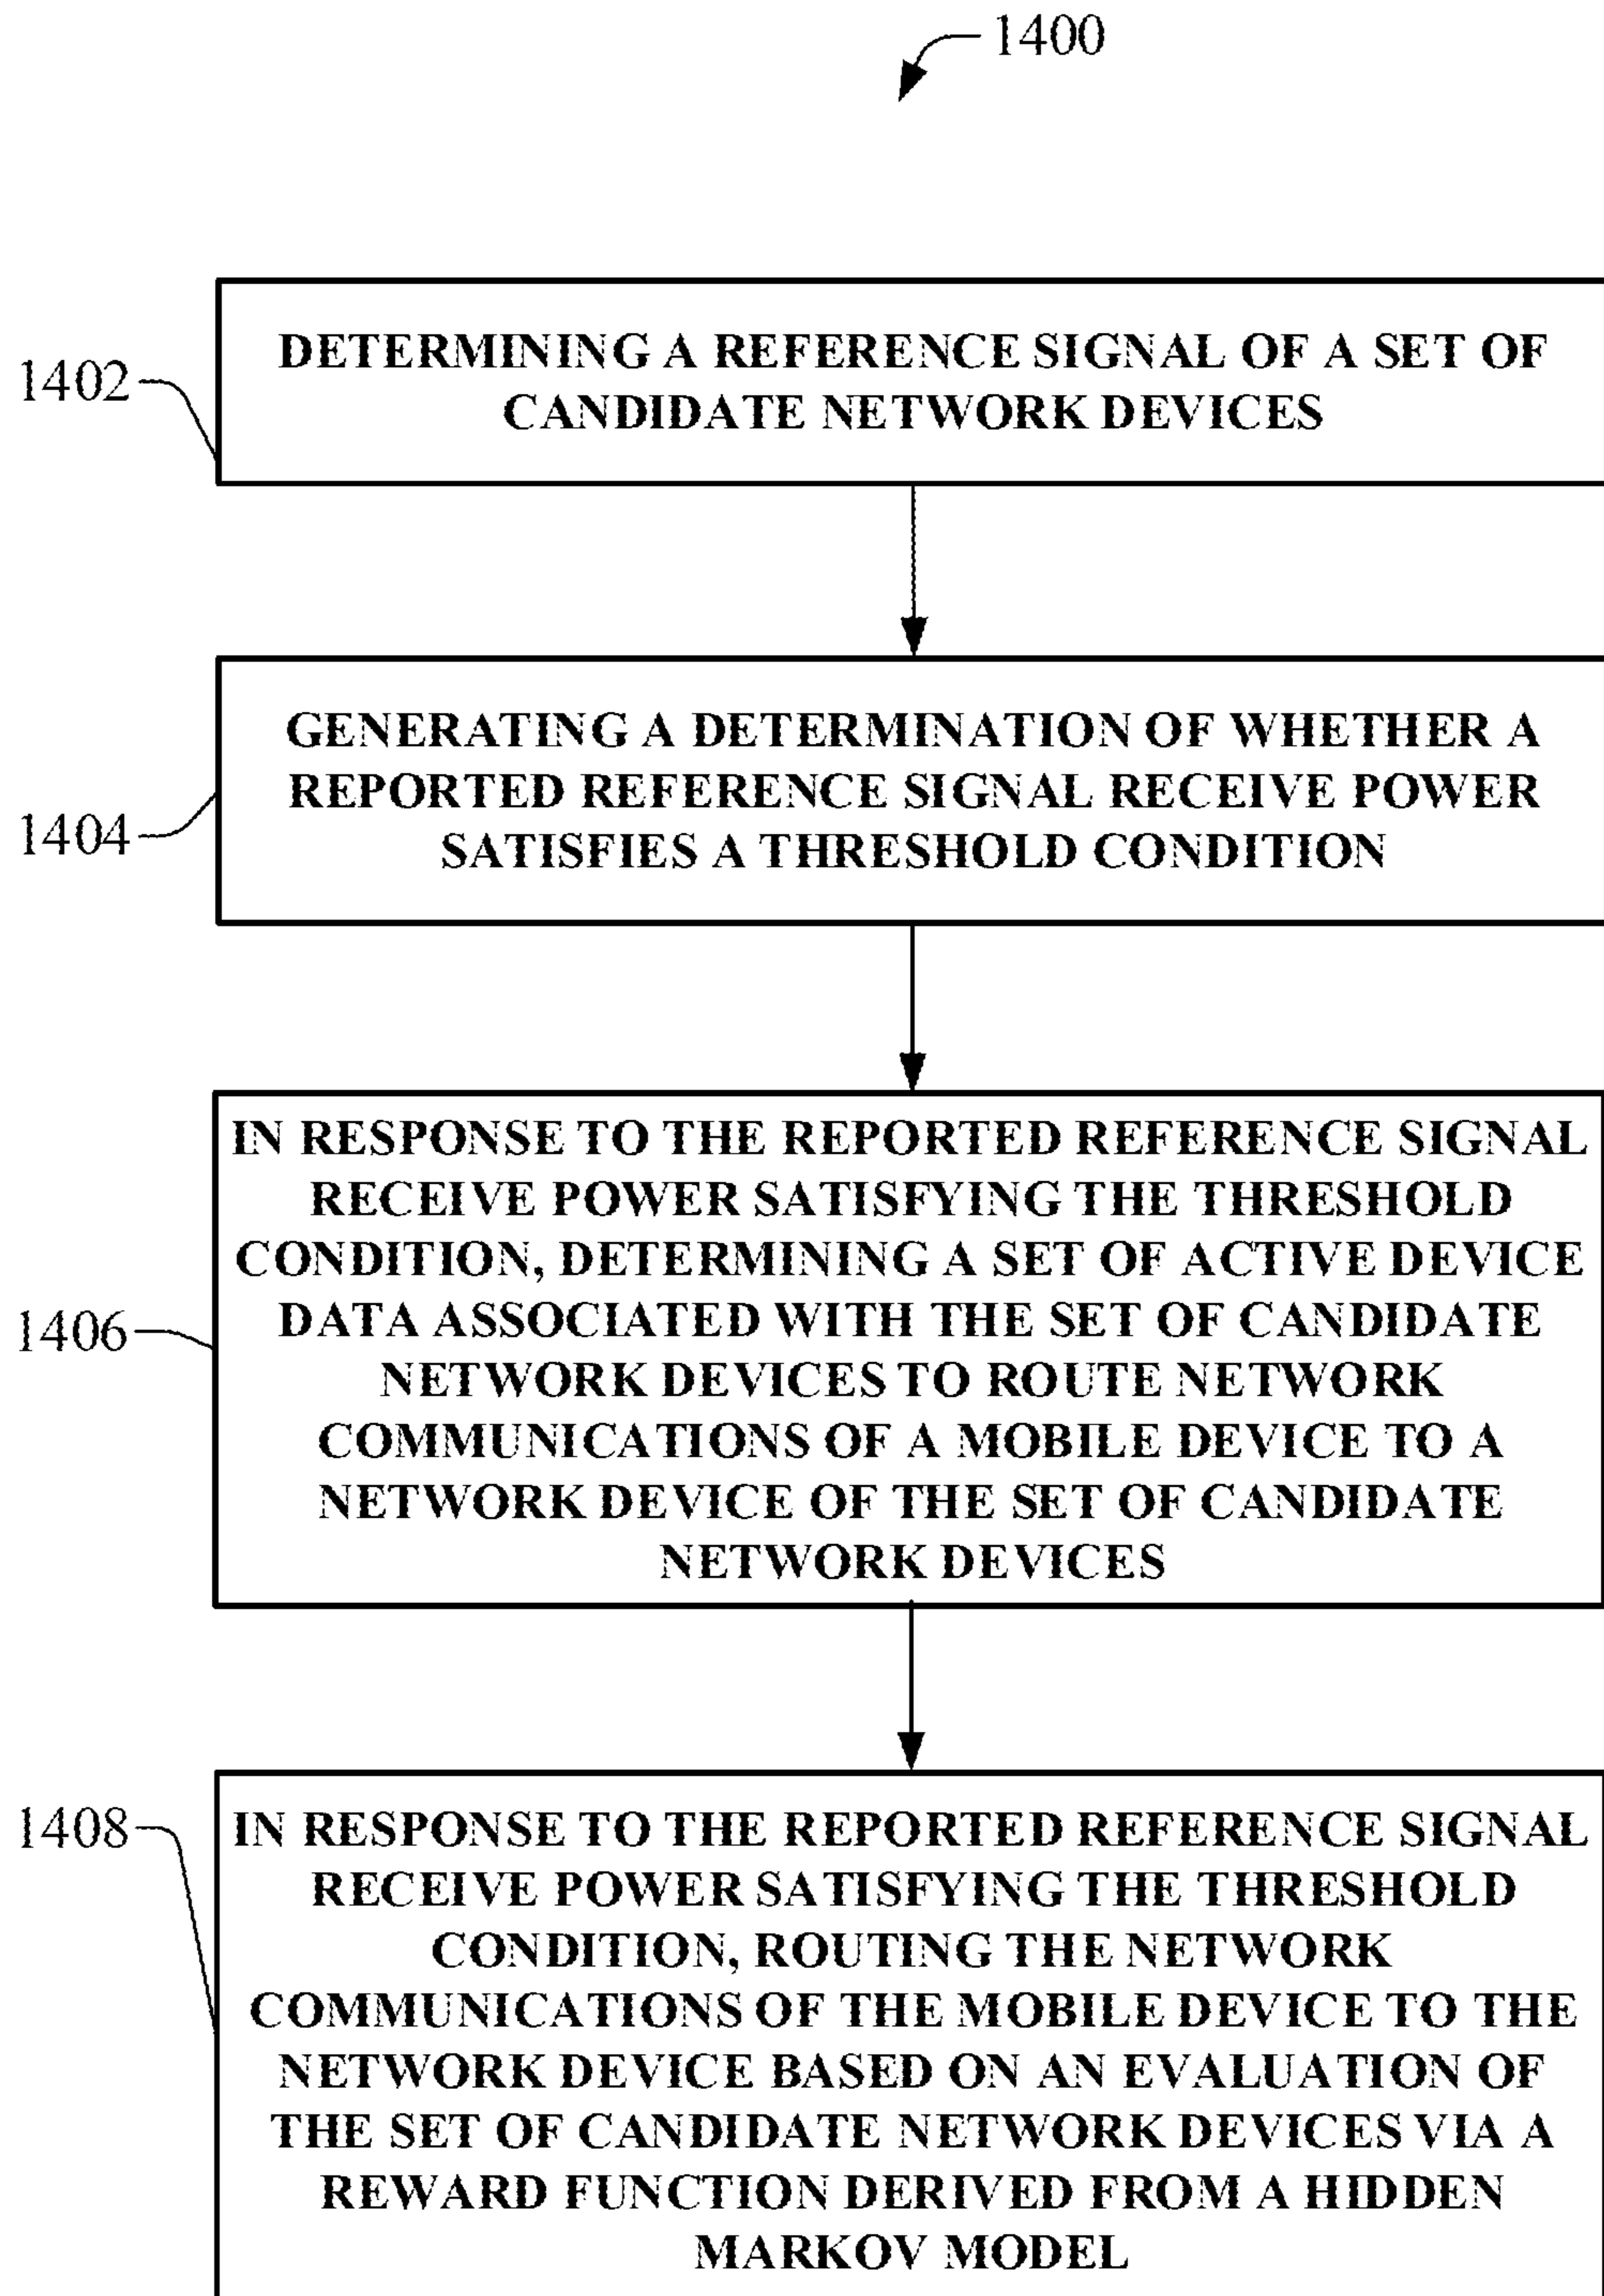 1400
1402
DETERMINING A REFERENCE SIGNAL OF A SET OF
CANDIDATE NETWORK DEVICES
1404
GENERATING A DETERMINATION OF WHETHER A
REPORTED REFERENCE SIGNAL RECEIVE POWER
SATISFIES A THRESHOLD CONDITION
1406
IN RESPONSE TO THE REPORTED REFERENCE SIGNAL
RECEIVE POWER SATISFYING THE THRESHOLD
CONDITION, DETERMINING A SET OF ACTIVE DEVICE
DATA ASSOCIATED WITH THE SET OF CANDIDATE
NETWORK DEVICES TO ROUTE NETWORK
COMMUNICATIONS OF A MOBILE DEVICE TO A
NETWORK DEVICE OF THE SET OF CANDIDATE
NETWORK DEVICES
1408
IN RESPONSE TO THE REPORTED REFERENCE SIGNAL
RECEIVE POWER SATISFYING THE THRESHOLD
CONDITION, ROUTING THE NETWORK
COMMUNICATIONS OF THE MOBILE DEVICE TO THE
NETWORK DEVICE BASED ON AN EVALUATION OF
THE SET OF CANDIDATE NETWORK DEVICES VIA A
REWARD FUNCTION DERIVED FROM A HIDDEN
MARKOV MODEL